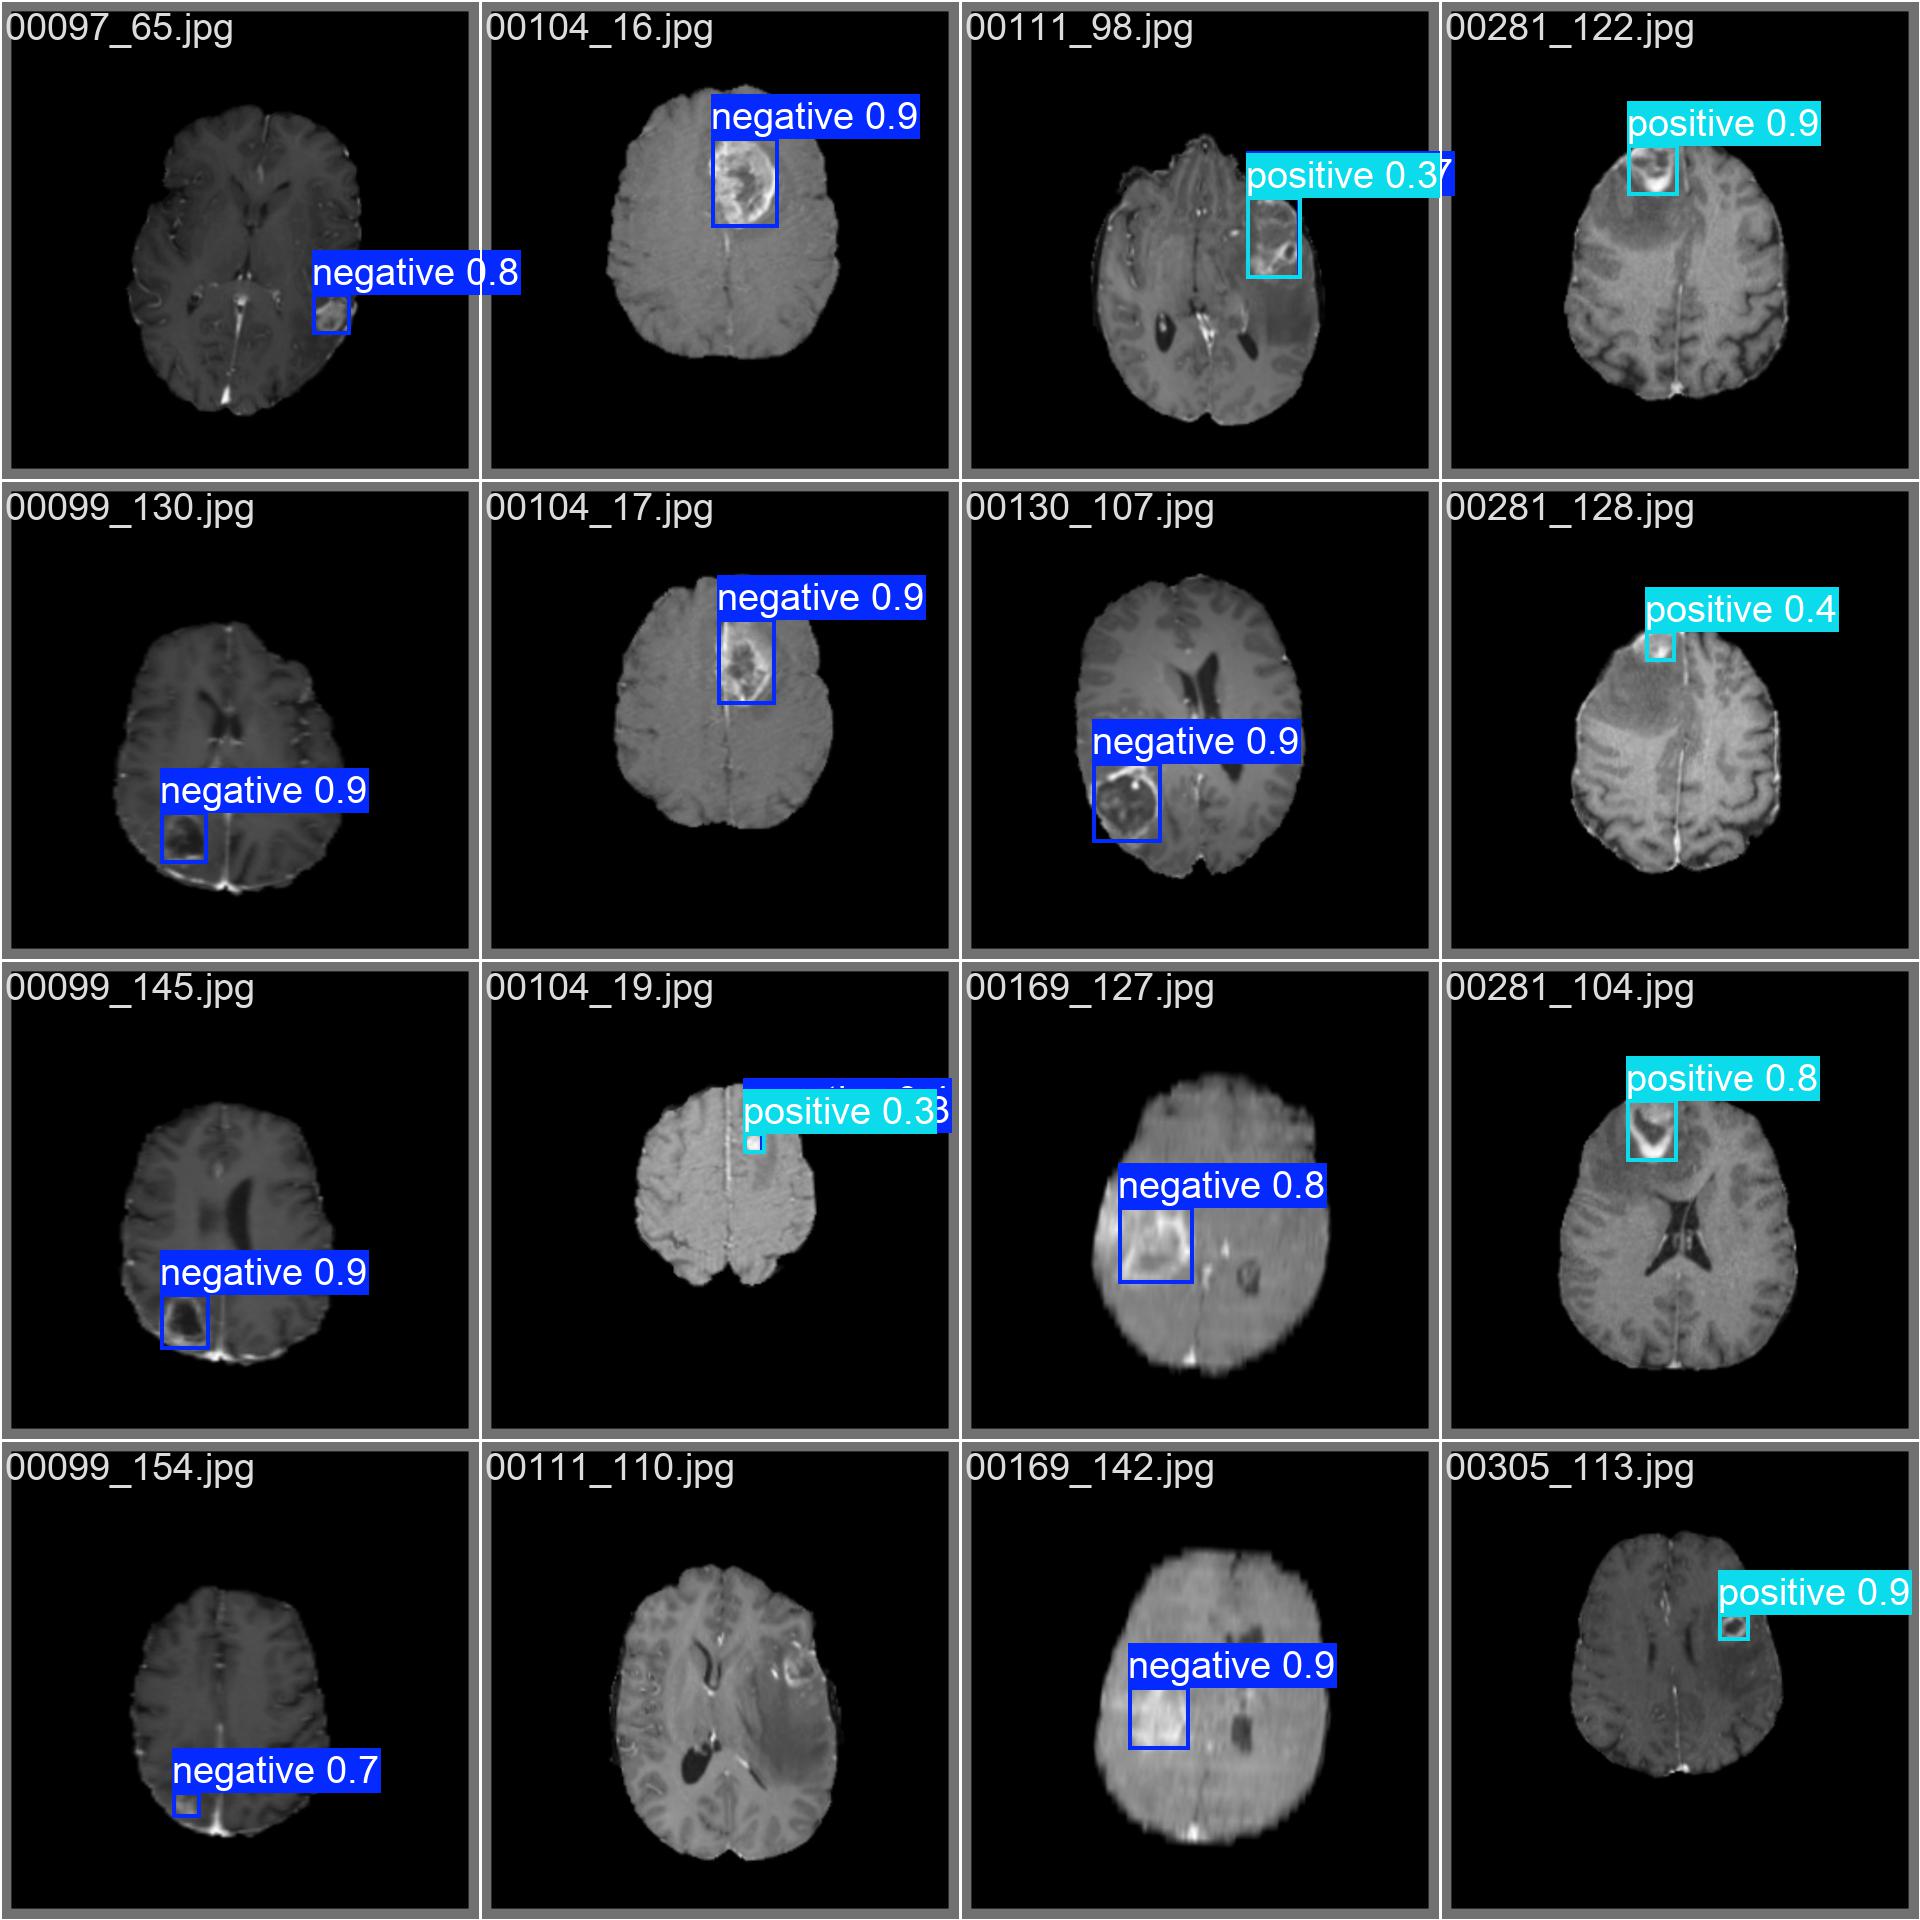 00097_65.jpg
negative 0.8
00104_16.jpg
negative 0.9
00111_98.jpg
positive 0.3
00281_122.jpg
positive 0.9
00099_130.jpg
negative 0.9
00104_17.jpg
negative 0.9
00130_107.jpg
negative 0.9
00281_128.jpg
positive 0.4
00099_145.jpg
negative 0.9
00104_19.jpg
positive 0.3
00169_127.jpg
negative 0.8
00281_104.jpg
positive 0.8
00099_154.jpg
negative 0.7
00111_110.jpg
00169_142.jpg
negative 0.9
00305_113.jpg
positive 0.9